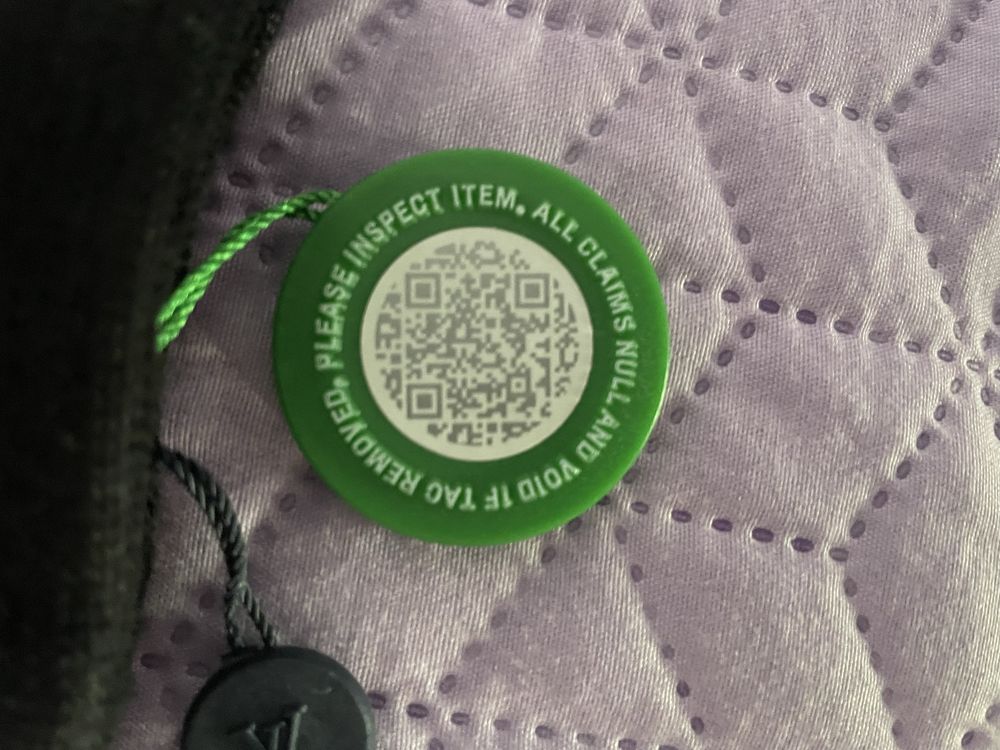 PLEASE INSPECT ITEM. ALL CLAIMS NULL AND VOID IF TAG REMOVED.